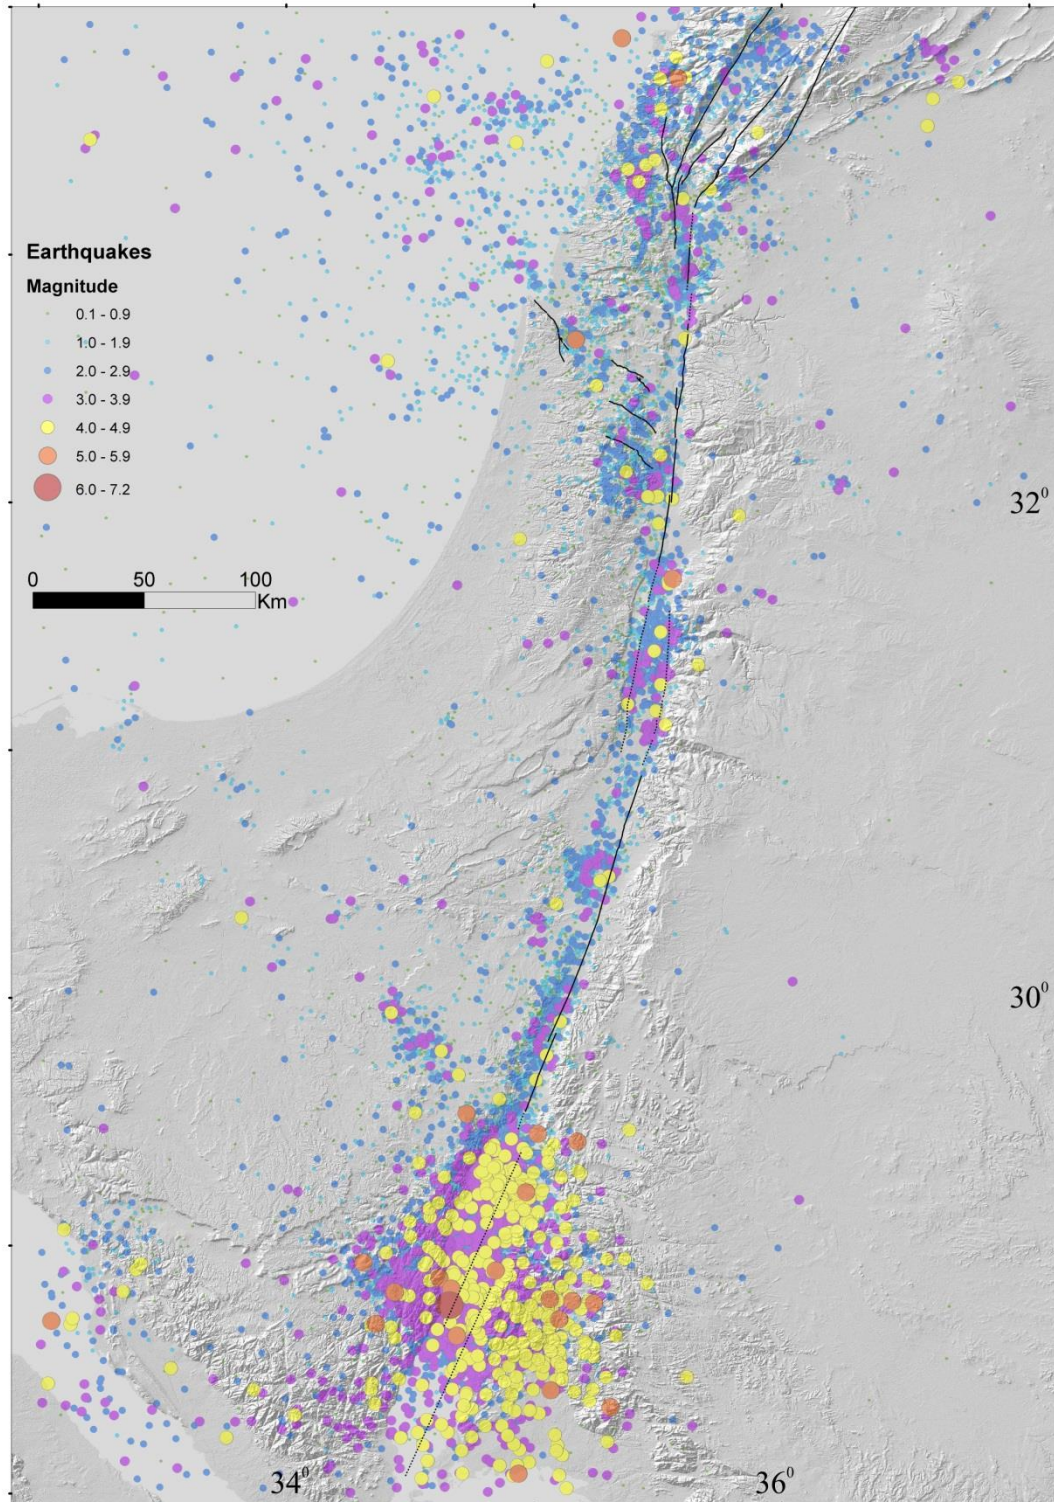 Earthquakes
Magnitude
0.1 - 0.9
1.0 - 1.9
2.0 - 2.9
3.0 - 3.9
4.0 - 4.9
5.0 - 5.9
6.0 - 7.2
32⁰
0 50 100
Km
30⁰
34⁰ 36⁰